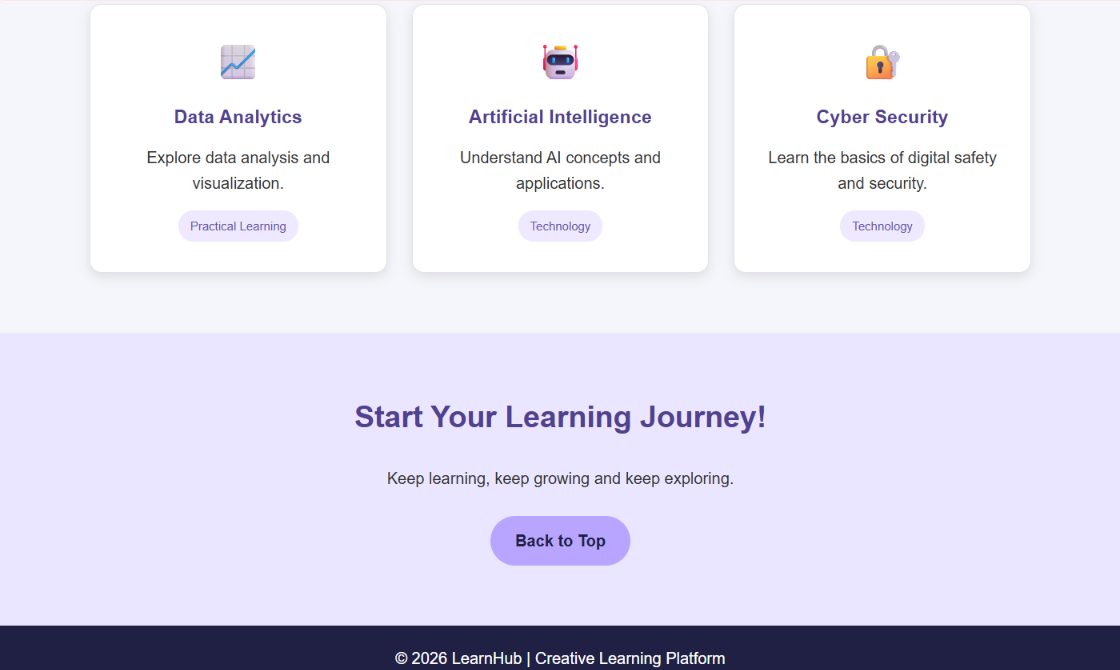 Data Analytics
Explore data analysis and
visualization.
Practical Learning
Artificial Intelligence
Understand AI concepts and
applications.
Technology
Cyber Security
Learn the basics of digital safety
and security.
Technology
Start Your Learning Journey!
Keep learning, keep growing and keep exploring.
Back to Top
© 2026 LearnHub | Creative Learning Platform